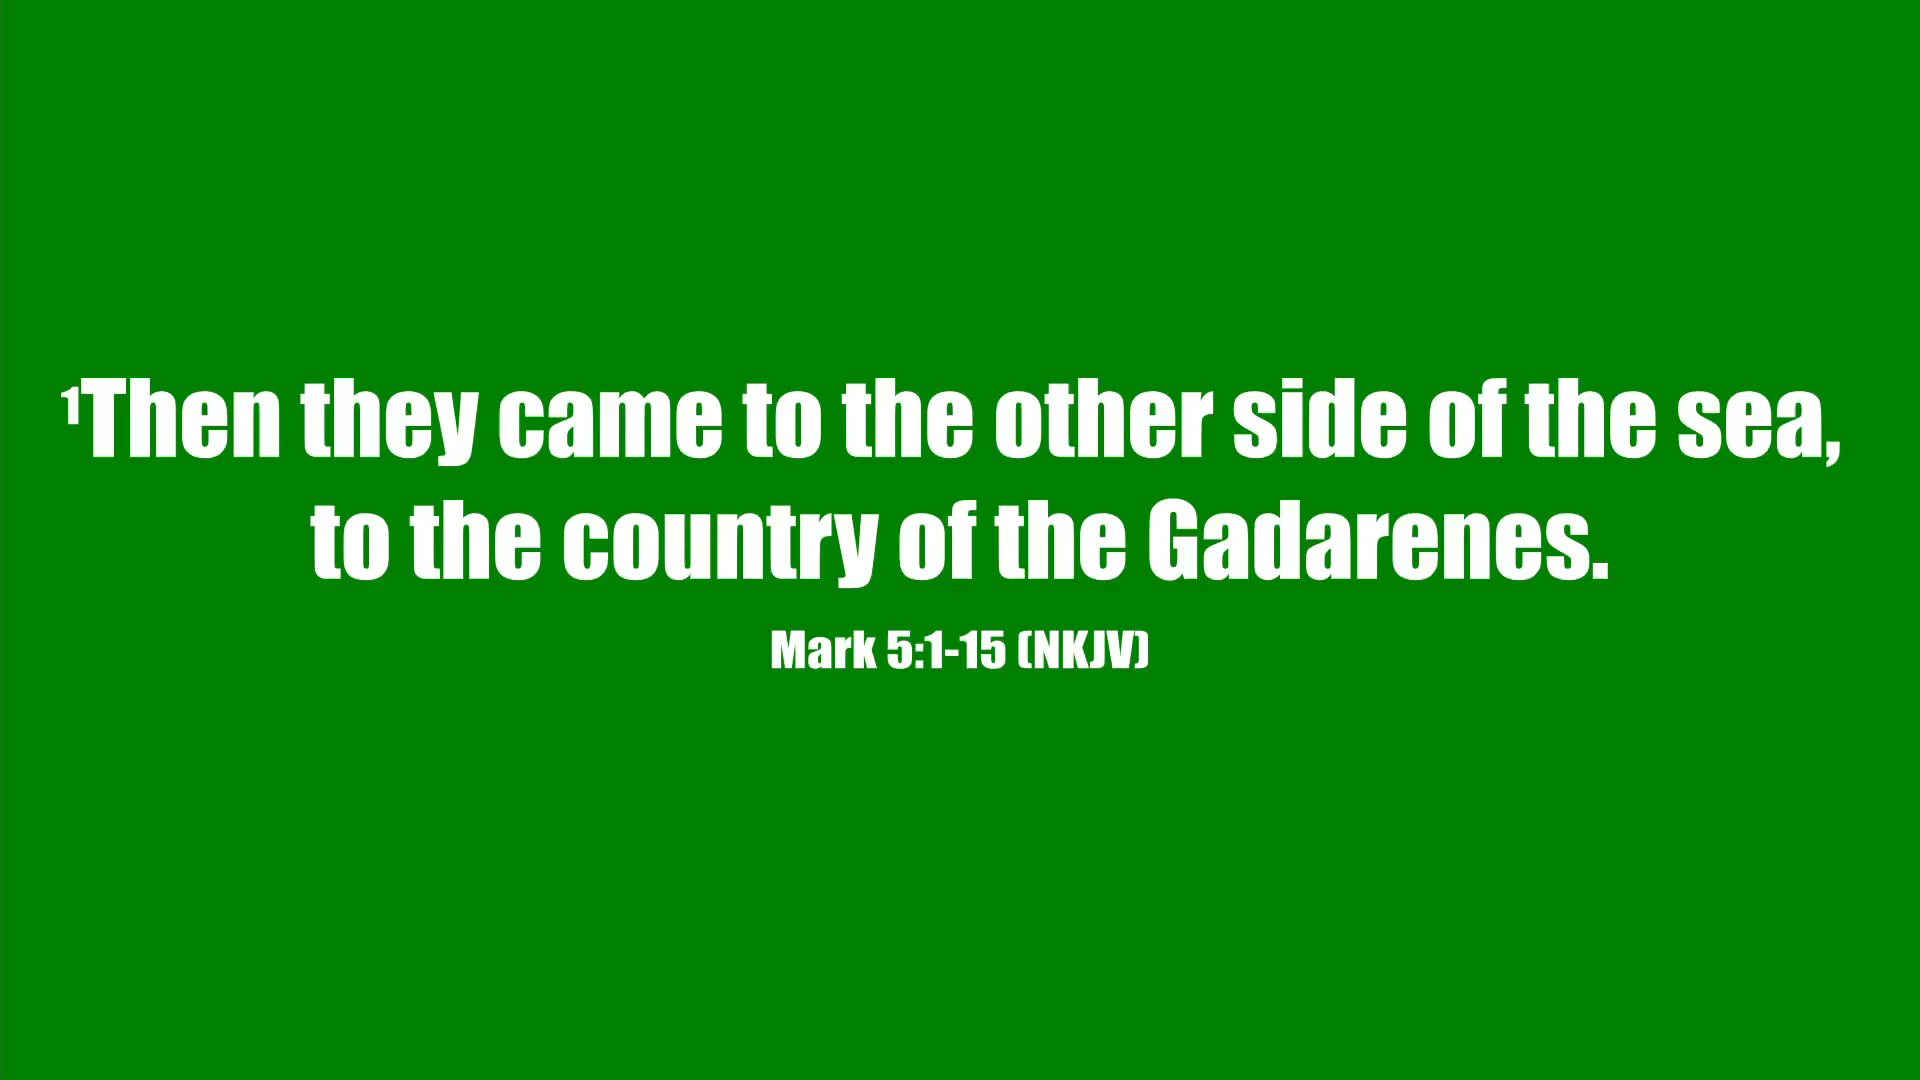 ¹Then they came to the other side of the sea,
to the country of the Gadarenes.
Mark 5:1-15 (NKJV)